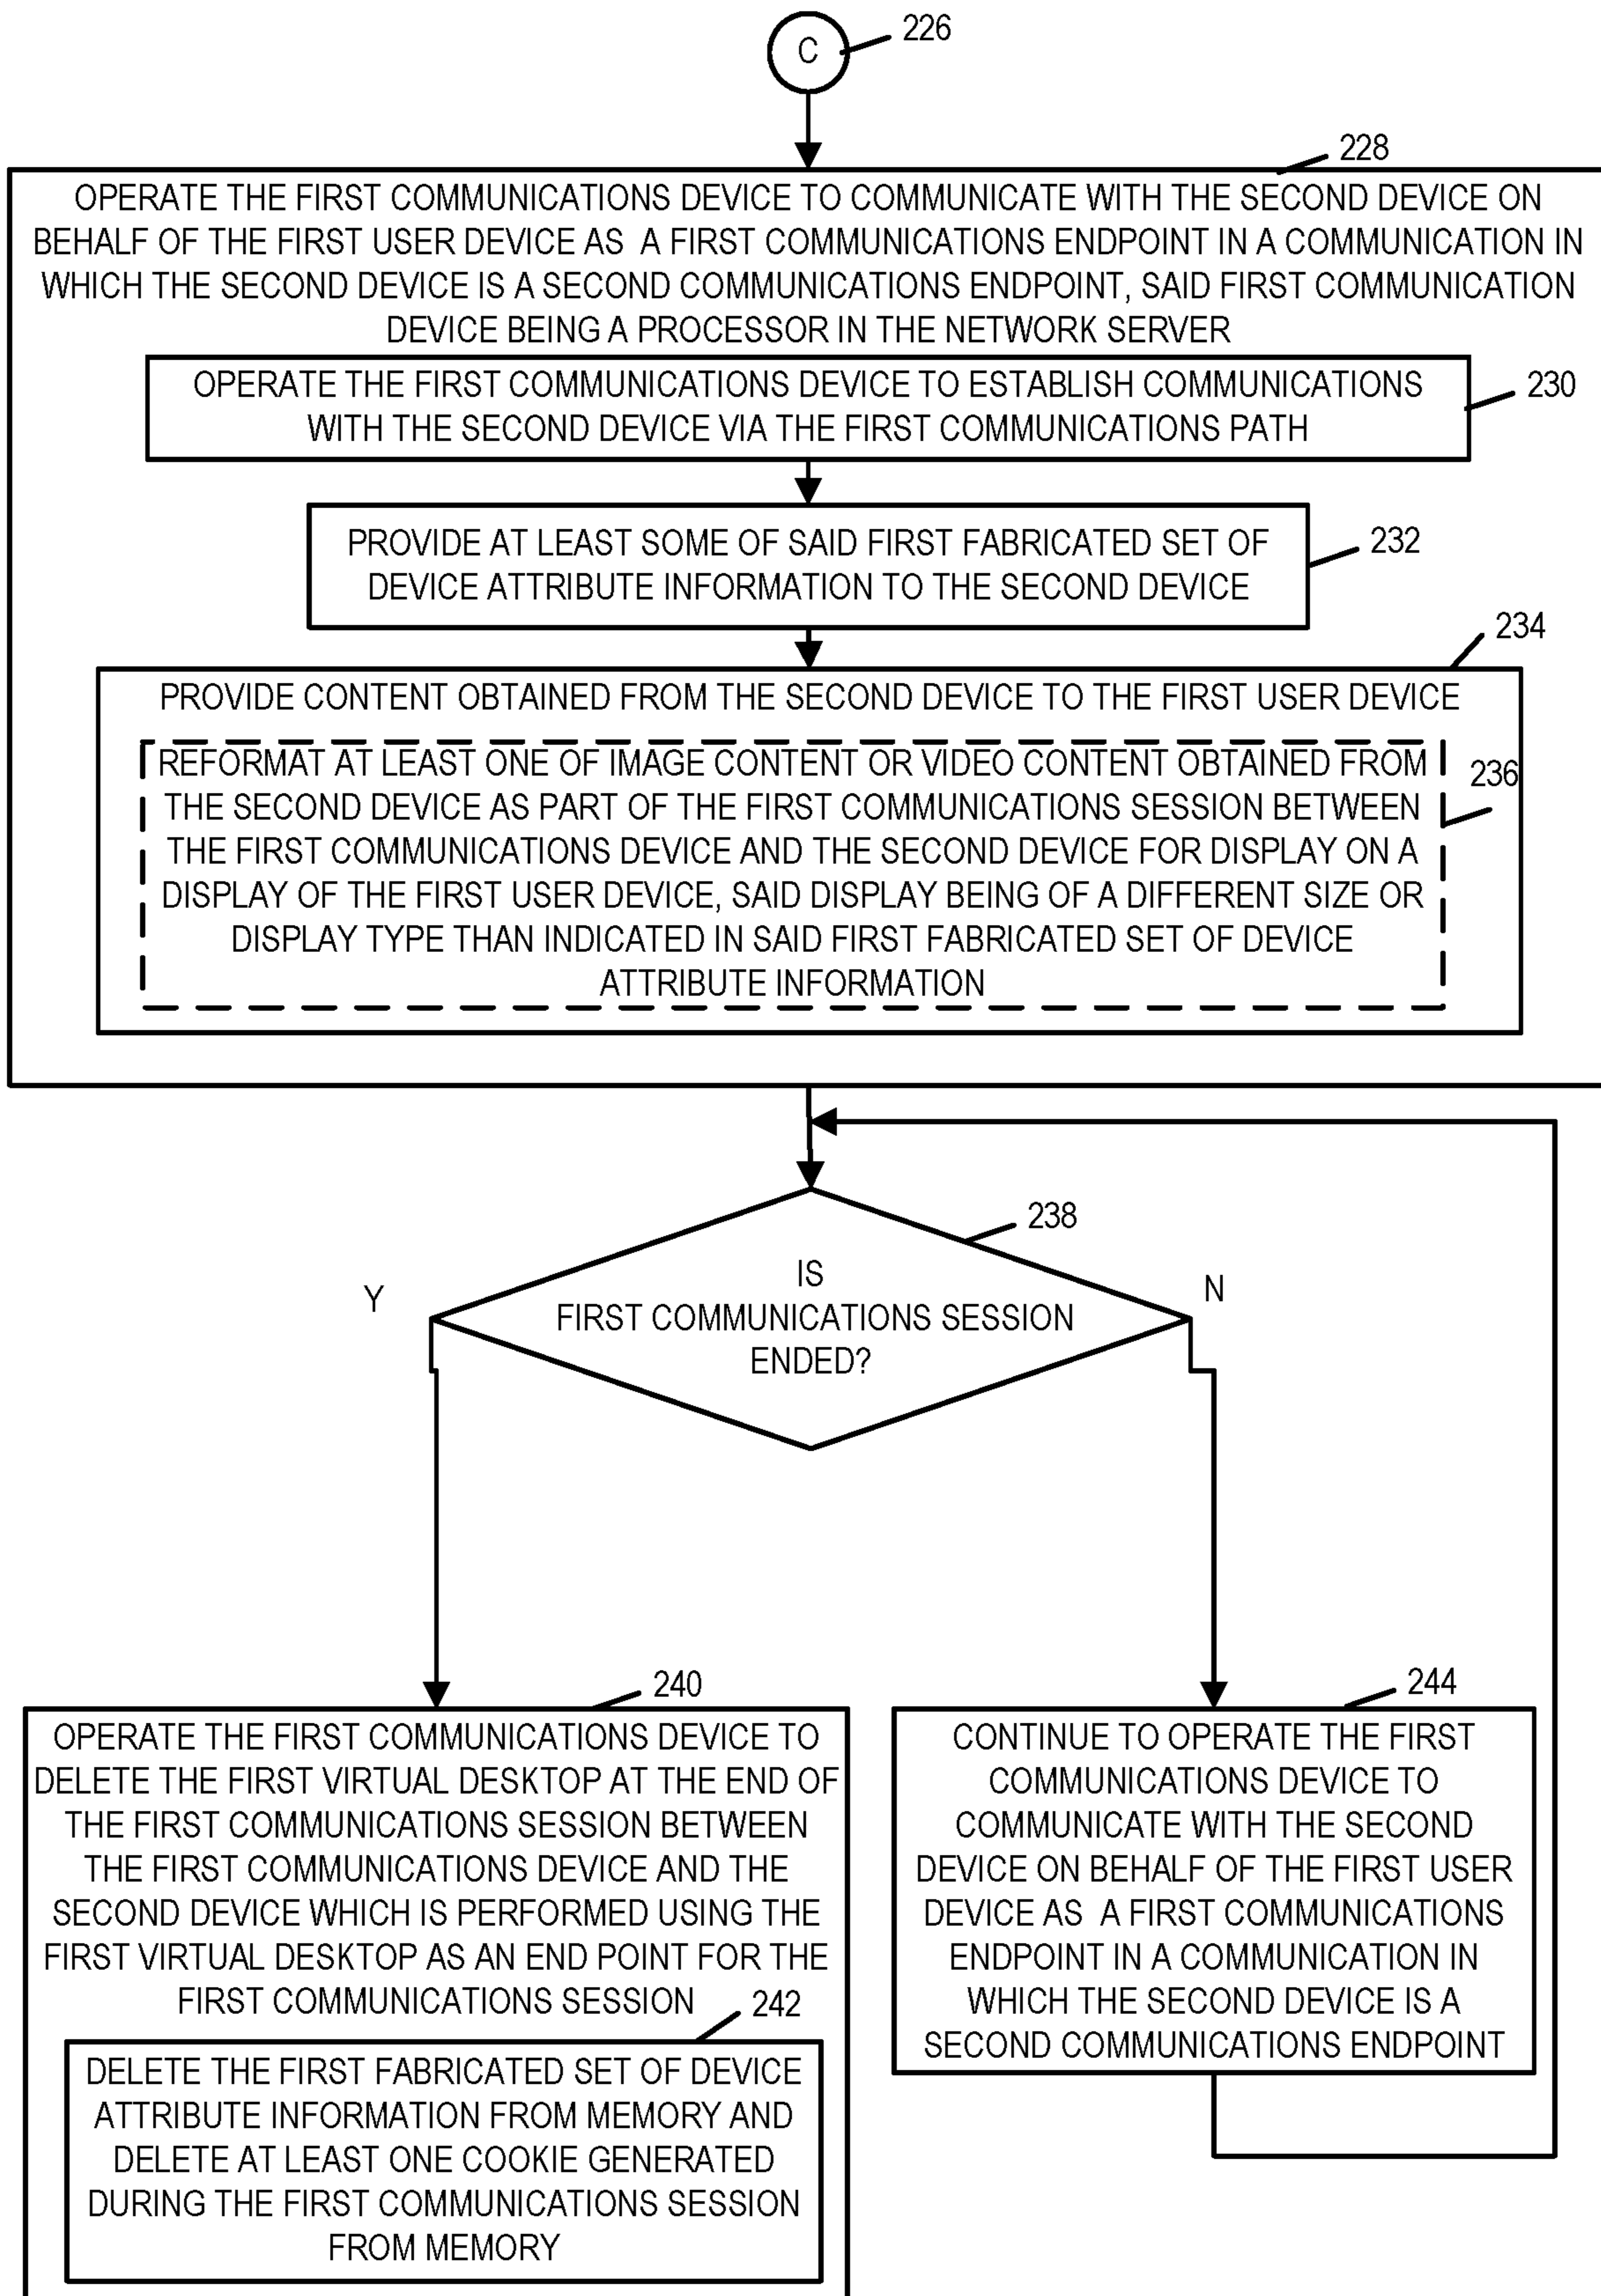 C
226
228
OPERATE THE FIRST COMMUNICATIONS DEVICE TO COMMUNICATE WITH THE SECOND DEVICE ON
BEHALF OF THE FIRST USER DEVICE AS A FIRST COMMUNICATIONS ENDPOINT IN A COMMUNICATION IN
WHICH THE SECOND DEVICE IS A SECOND COMMUNICATIONS ENDPOINT, SAID FIRST COMMUNICATION
DEVICE BEING A PROCESSOR IN THE NETWORK SERVER
OPERATE THE FIRST COMMUNICATIONS DEVICE TO ESTABLISH COMMUNICATIONS
WITH THE SECOND DEVICE VIA THE FIRST COMMUNICATIONS PATH
230
PROVIDE AT LEAST SOME OF SAID FIRST FABRICATED SET OF
DEVICE ATTRIBUTE INFORMATION TO THE SECOND DEVICE
232
234
PROVIDE CONTENT OBTAINED FROM THE SECOND DEVICE TO THE FIRST USER DEVICE
REFORMAT AT LEAST ONE OF IMAGE CONTENT OR VIDEO CONTENT OBTAINED FROM
THE SECOND DEVICE AS PART OF THE FIRST COMMUNICATIONS SESSION BETWEEN
THE FIRST COMMUNICATIONS DEVICE AND THE SECOND DEVICE FOR DISPLAY ON A
DISPLAY OF THE FIRST USER DEVICE, SAID DISPLAY BEING OF A DIFFERENT SIZE OR
DISPLAY TYPE THAN INDICATED IN SAID FIRST FABRICATED SET OF DEVICE
ATTRIBUTE INFORMATION
236
238
IS
FIRST COMMUNICATIONS SESSION
ENDED?
Y
N
240
OPERATE THE FIRST COMMUNICATIONS DEVICE TO
DELETE THE FIRST VIRTUAL DESKTOP AT THE END OF
THE FIRST COMMUNICATIONS SESSION BETWEEN
THE FIRST COMMUNICATIONS DEVICE AND THE
SECOND DEVICE WHICH IS PERFORMED USING THE
FIRST VIRTUAL DESKTOP AS AN END POINT FOR THE
FIRST COMMUNICATIONS SESSION
242
DELETE THE FIRST FABRICATED SET OF DEVICE
ATTRIBUTE INFORMATION FROM MEMORY AND
DELETE AT LEAST ONE COOKIE GENERATED
DURING THE FIRST COMMUNICATIONS SESSION
FROM MEMORY
244
CONTINUE TO OPERATE THE FIRST
COMMUNICATIONS DEVICE TO
COMMUNICATE WITH THE SECOND
DEVICE ON BEHALF OF THE FIRST USER
DEVICE AS A FIRST COMMUNICATIONS
ENDPOINT IN A COMMUNICATION IN
WHICH THE SECOND DEVICE IS A
SECOND COMMUNICATIONS ENDPOINT